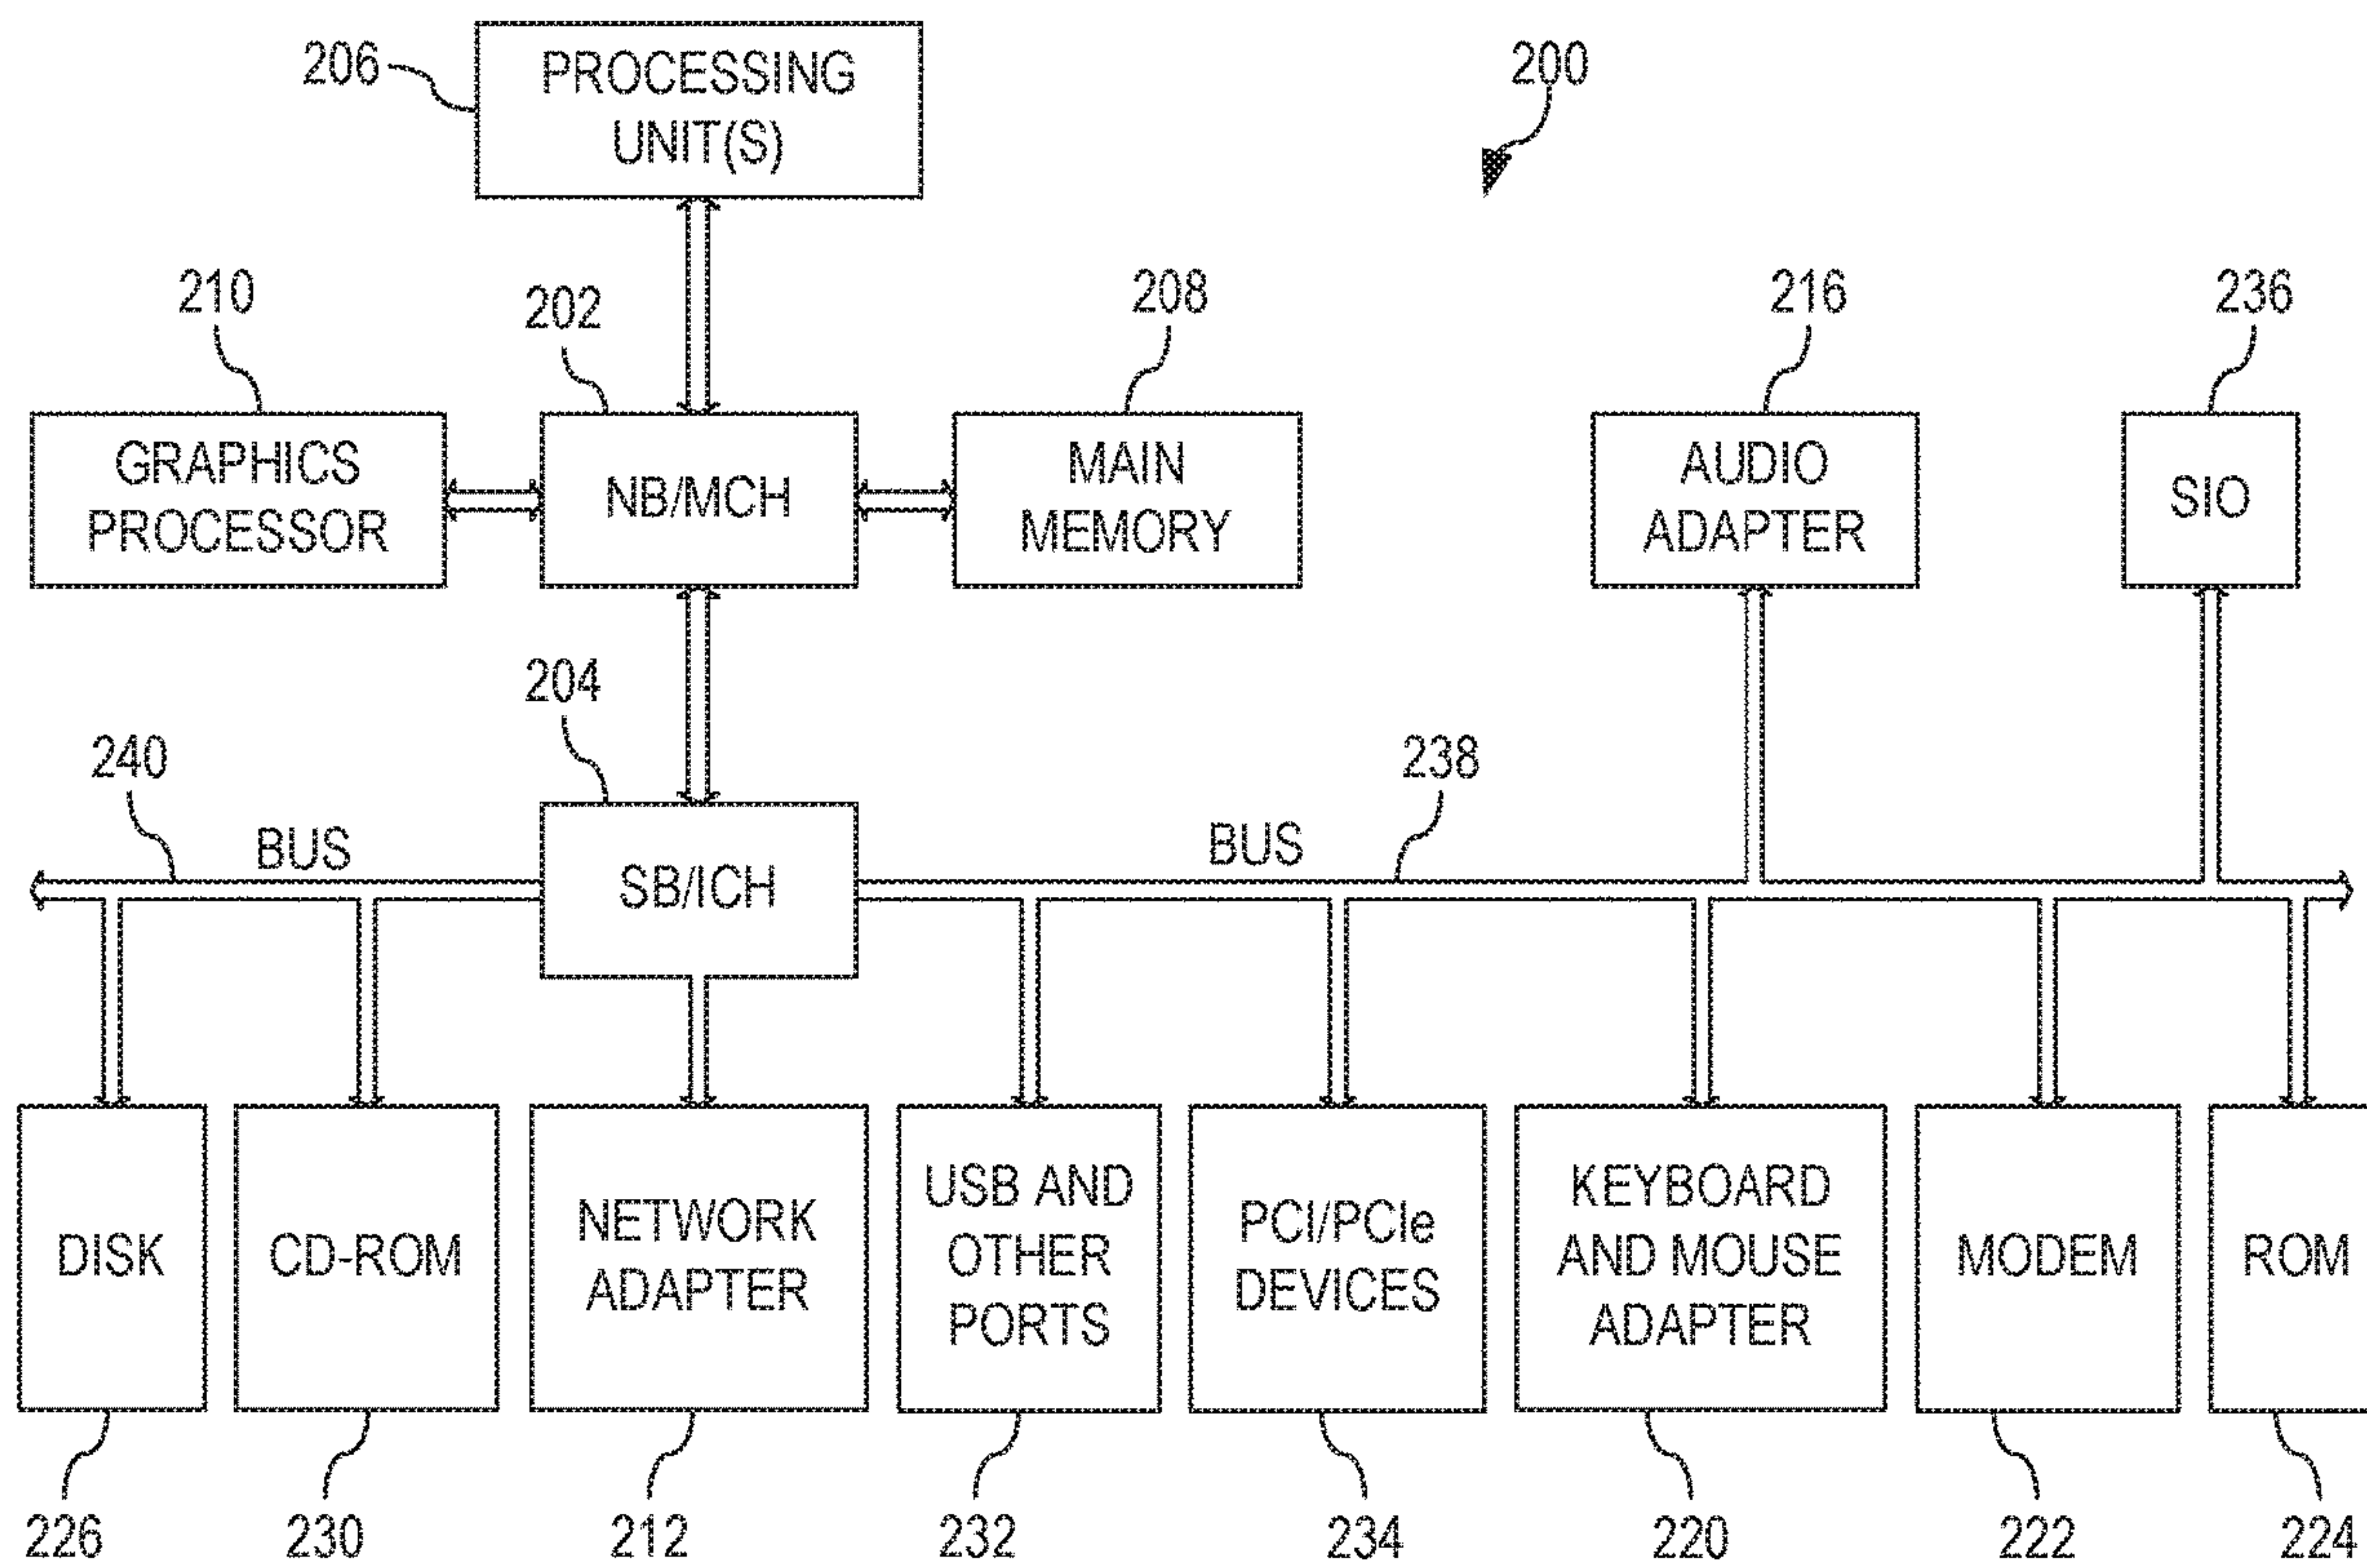 206
PROCESSING
UNIT(S)
200
210
202
208
216
236
GRAPHICS
PROCESSOR
NB/MCH
MAIN
MEMORY
AUDIO
ADAPTER
SIO
204
240
238
BUS
BUS
SB/ICH
DISK
CD-ROM
NETWORK
ADAPTER
USB AND
OTHER
PORTS
PCI/PCIe
DEVICES
KEYBOARD
AND MOUSE
ADAPTER
MODEM
ROM
226
230
212
232
234
220
222
224